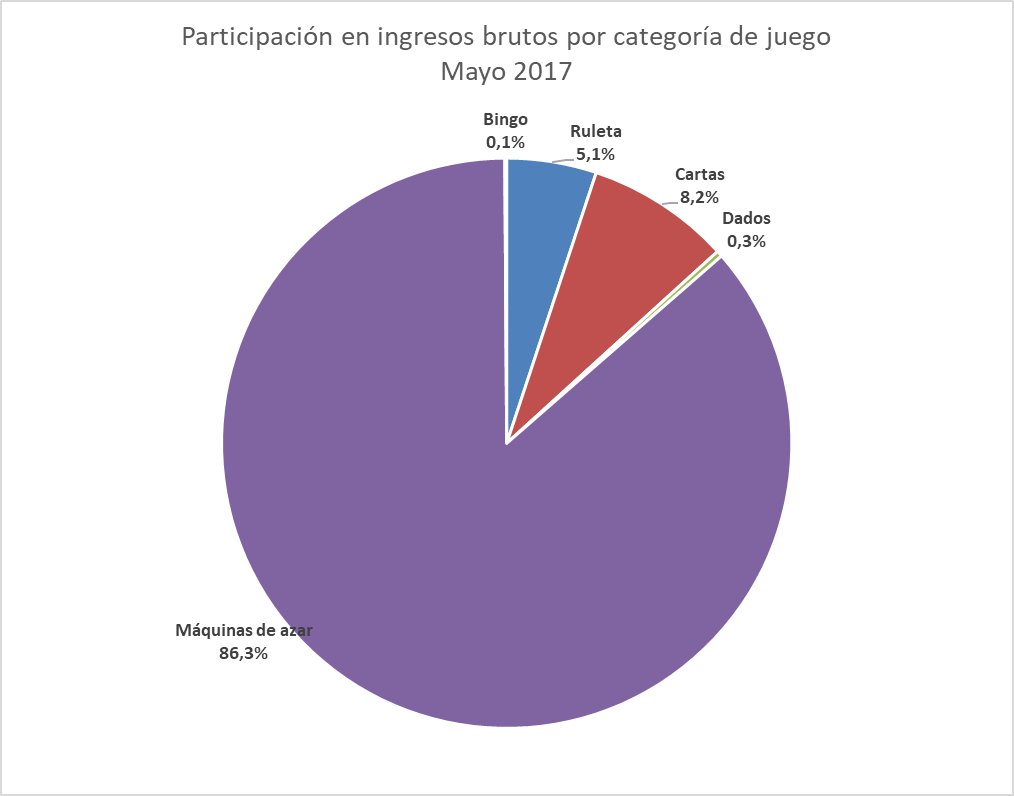 Participación en ingresos brutos por categoría de juego
Mayo 2017
Bingo
0,1%
Ruleta
5,1%
Cartas
8,2%
Dados
0,3%
Máquinas de azar
86,3%